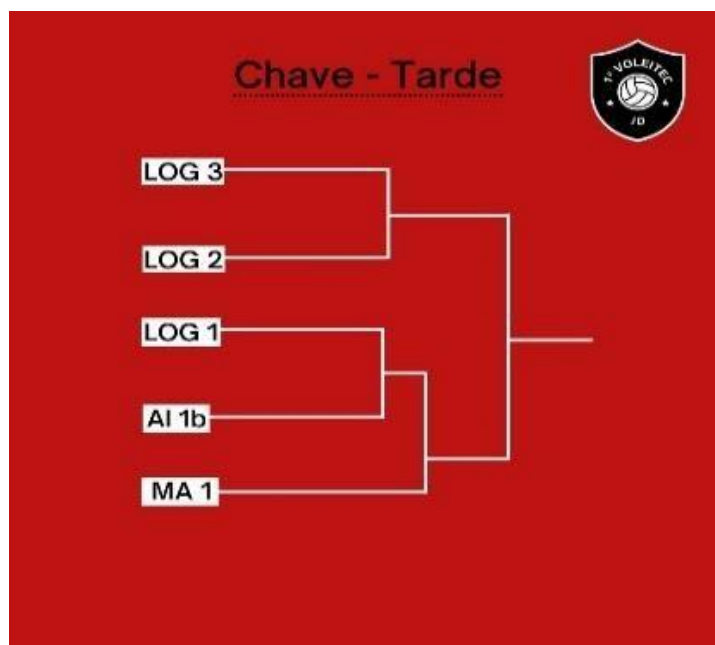 Chave - Tarde
1º VOLEITEC
JD
LOG 3
LOG 2
LOG 1
AI 1b
MA 1